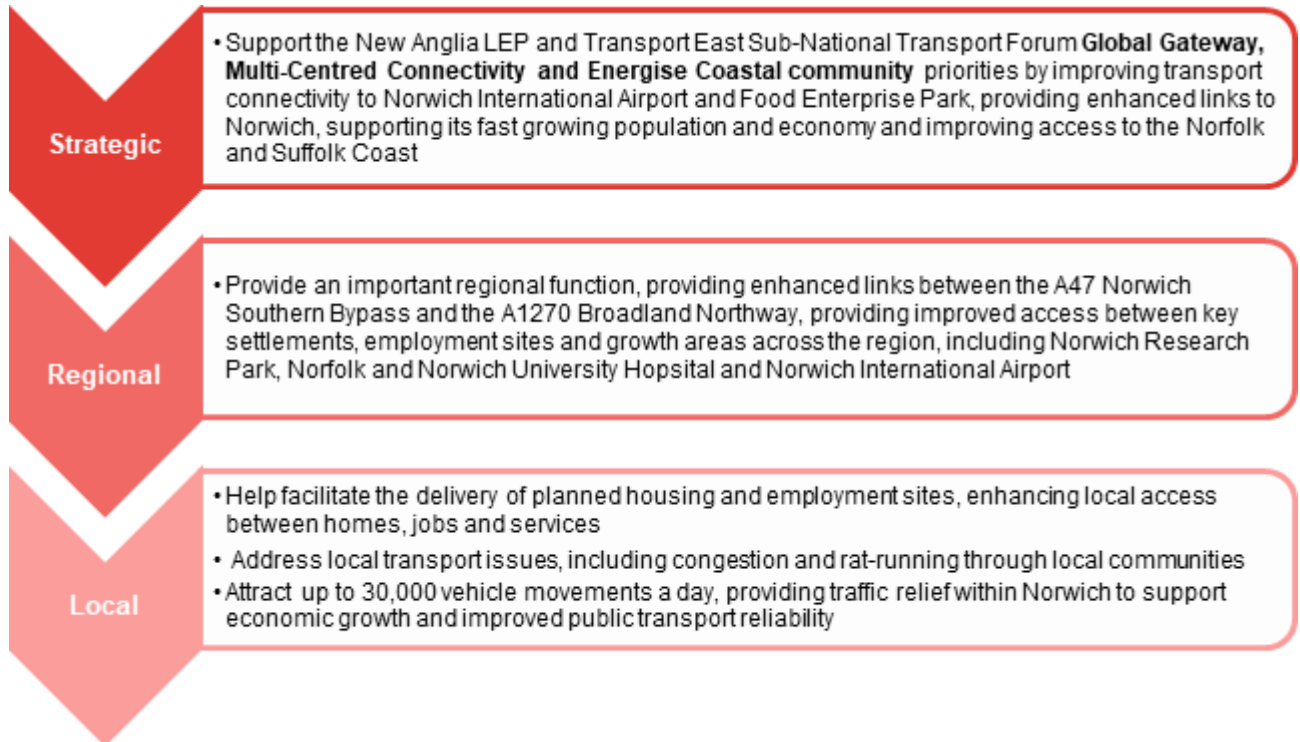 Strategic
•Support the New Anglia LEP and Transport East Sub-National Transport Forum Global Gateway,
Multi-Centred Connectivity and Energise Coastal community priorities by improving transport
connectivity to Norwich International Airport and Food Enterprise Park, providing enhanced links to
Norwich, supporting its fast growing population and economy and improving access to the Norfolk
and Suffolk Coast
Regional
•Provide an important regional function, providing enhanced links between the A47 Norwich
Southern Bypass and the A1270 Broadland Northway, providing improved access between key
settlements, employment sites and growth areas across the region, including Norwich Research
Park, Norfolk and Norwich University Hopsital and Norwich International Airport
Local
•Help facilitate the delivery of planned housing and employment sites, enhancing local access
between homes, jobs and services
• Address local transport issues, including congestion and rat-running through local communities
•Attract up to 30,000 vehicle movements a day, providing traffic relief within Norwich to support
economic growth and improved public transport reliability